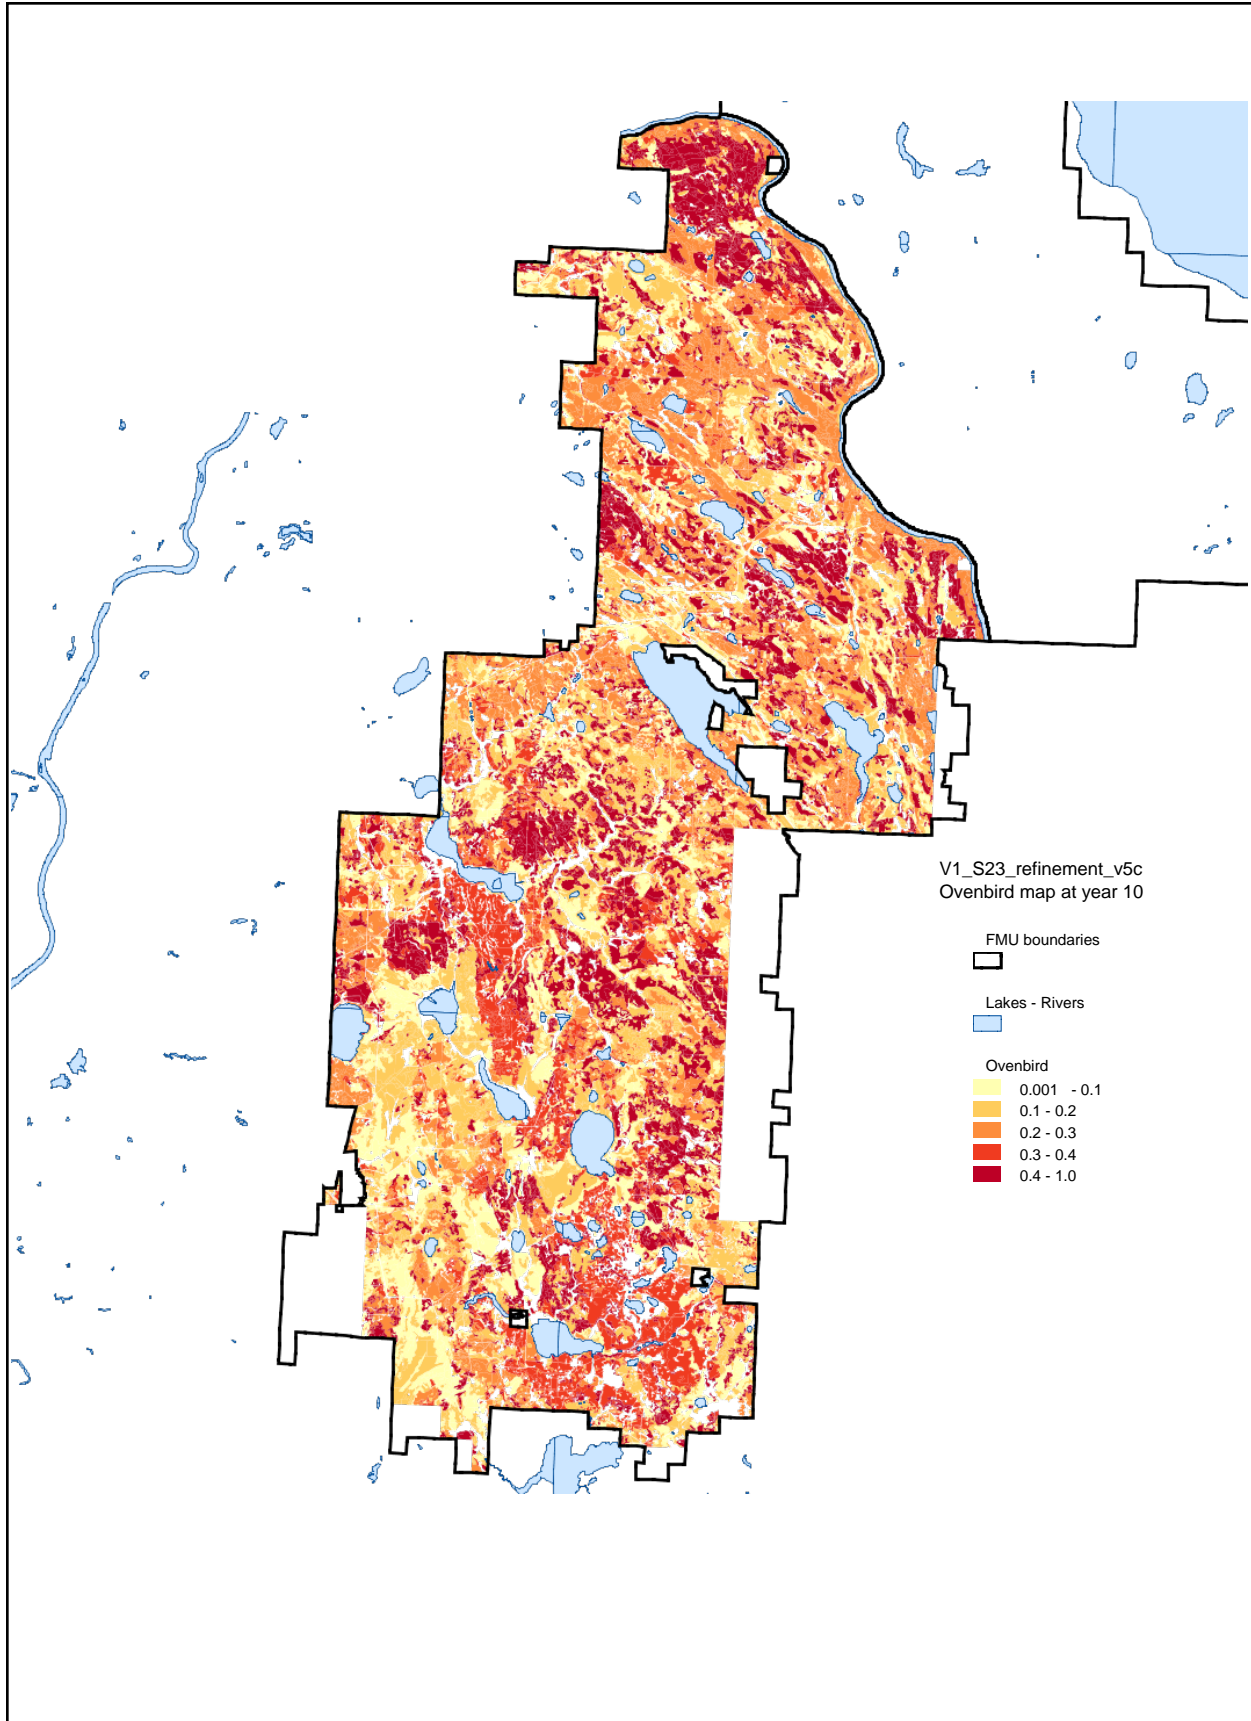 V1_S23_refinement_v5c
Ovenbird map at year 10
FMU boundaries
Lakes - Rivers
Ovenbird
0.001 - 0.1
0.1 - 0.2
0.2 - 0.3
0.3 - 0.4
0.4 - 1.0